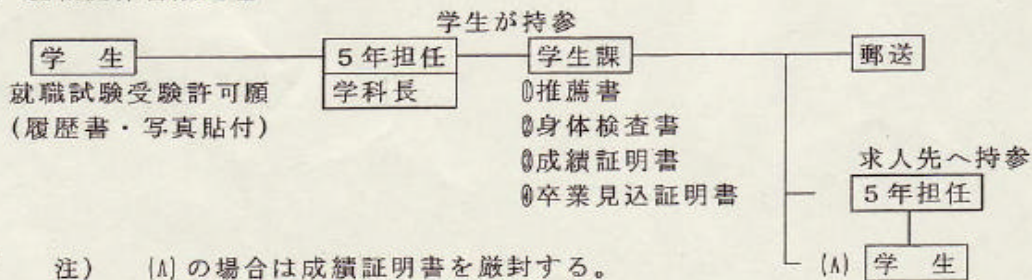 学生が持参
学　生
5年担任
学生課
郵送
就職試験受験許可願
学科長
①推薦書
(履歴書・写真貼付)
②身体検査書
③成績証明書
求人先へ持参
④卒業見込証明書
5年担任
注)　(A)の場合は成績証明書を厳封する。
(A)
学　生